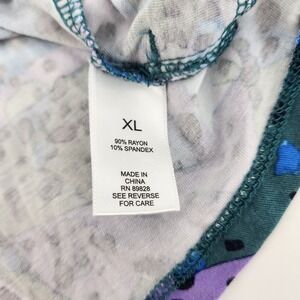 XL
90% RAYON
10% SPANDEX
MADE IN
CHINA
RN 89828
SEE REVERSE
FOR CARE